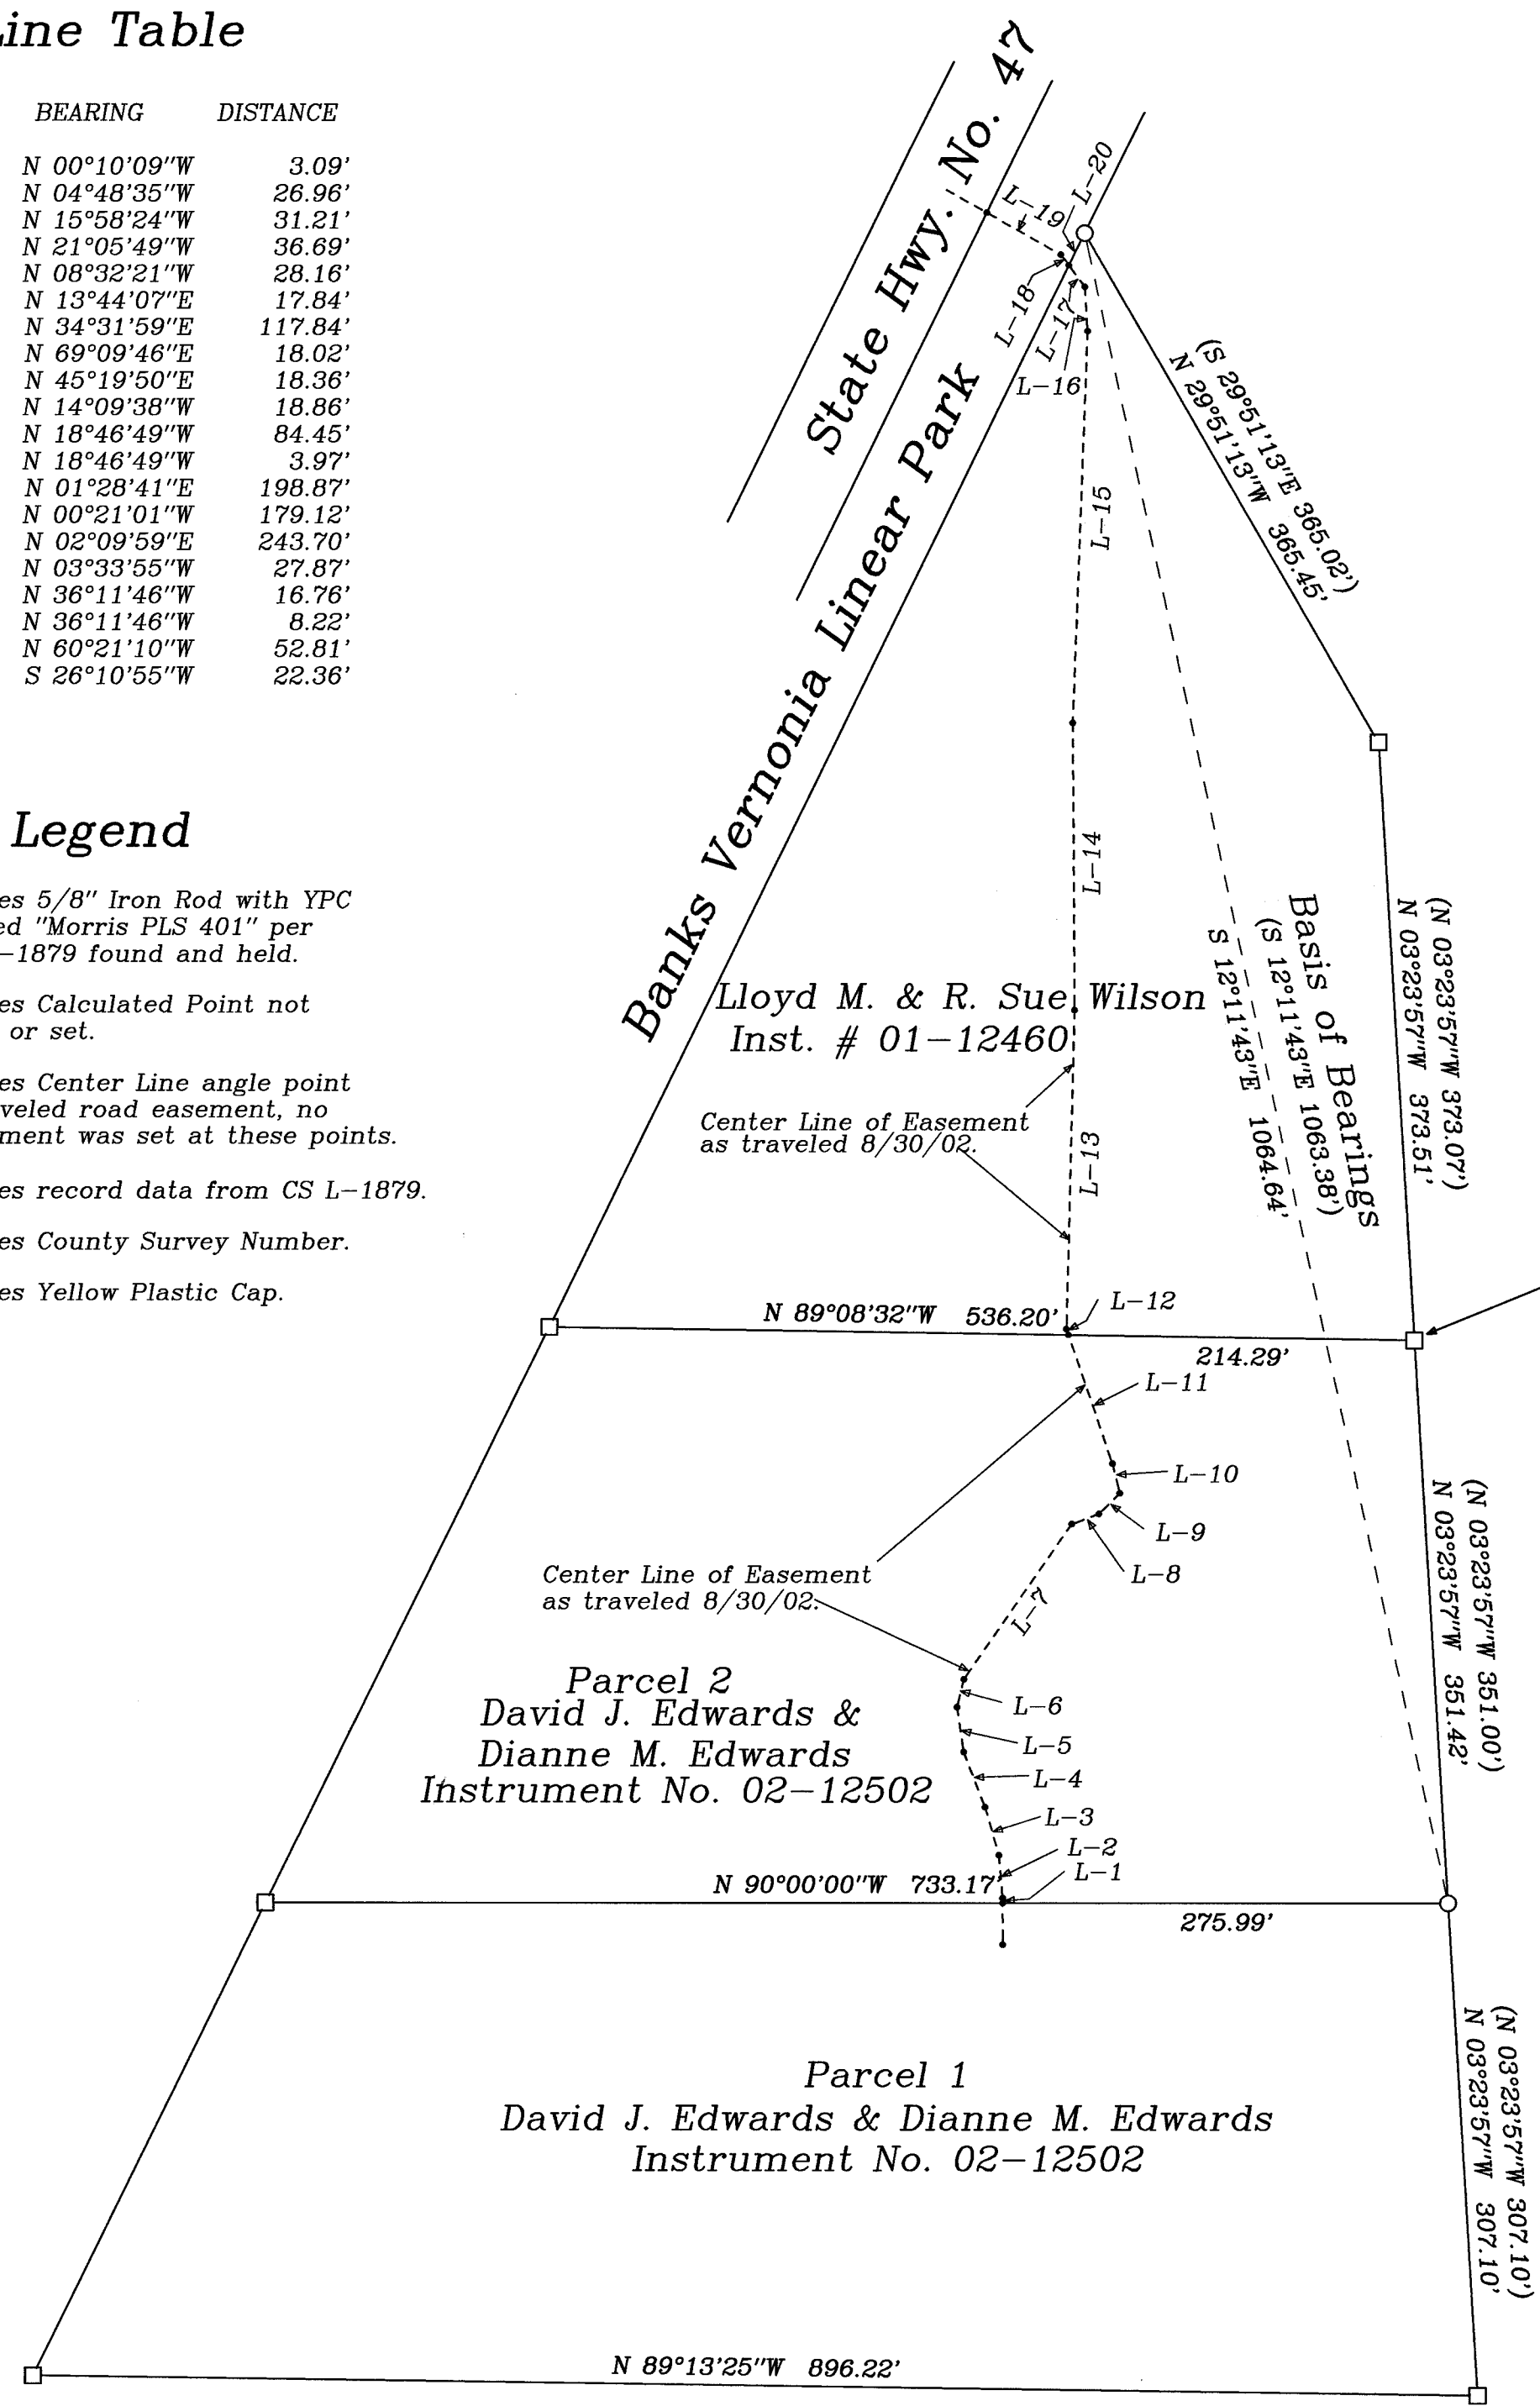 Line Table
BEARING DISTANCE
N 00°10'09"W 3.09'
N 04°48'35"W 26.96'
N 15°58'24"W 31.21'
N 21°05'49"W 36.69'
N 08°32'21"W 28.16'
N 13°44'07"E 17.84'
N 34°31'59"E 117.84'
N 69°09'46"E 18.02'
N 45°19'50"E 18.36'
N 14°09'38"W 18.86'
N 18°46'49"W 84.45'
N 18°46'49"W 3.97'
N 01°28'41"E 198.87'
N 00°21'01"W 179.12'
N 02°09'59"E 243.70'
N 03°33'55"W 27.87'
N 36°11'46"W 16.76'
N 36°11'46"W 8.22'
N 60°21'10"W 52.81'
S 26°10'55"W 22.36'
Legend
es 5/8" Iron Rod with YPC
ed "Morris PLS 401" per
-1879 found and held.
es Calculated Point not
or set.
es Center Line angle point
veled road easement, no
ment was set at these points.
es record data from CS L-1879.
es County Survey Number.
es Yellow Plastic Cap.
State Hwy. No. 47
Banks Vernonia Linear Park
L-20
L-19
L-18
L-17
L-16
L-15
L-14
L-13
(S 29°51'13"E 365.02')
N 29°51'13"W 365.45'
Basis of Bearings
(S 12°11'43"E 1063.38')
S 12°11'43"E 1064.64'
(N 03°23'57"W 373.07')
N 03°23'57"W 373.51'
Lloyd M. & R. Sue Wilson
Inst. # 01-12460
Center Line of Easement
as traveled 8/30/02.
L-12
N 89°08'32"W 536.20'
214.29'
L-11
L-10
L-9
L-8
L-7
Center Line of Easement
as traveled 8/30/02.
(N 03°23'57"W 351.00')
N 03°23'57"W 351.42'
Parcel 2
David J. Edwards &
Dianne M. Edwards
Instrument No. 02-12502
L-6
L-5
L-4
L-3
L-2
L-1
N 90°00'00"W 733.17'
275.99'
Parcel 1
David J. Edwards & Dianne M. Edwards
Instrument No. 02-12502
(N 03°23'57"W 307.10')
N 03°23'57"W 307.10'
N 89°13'25"W 896.22'